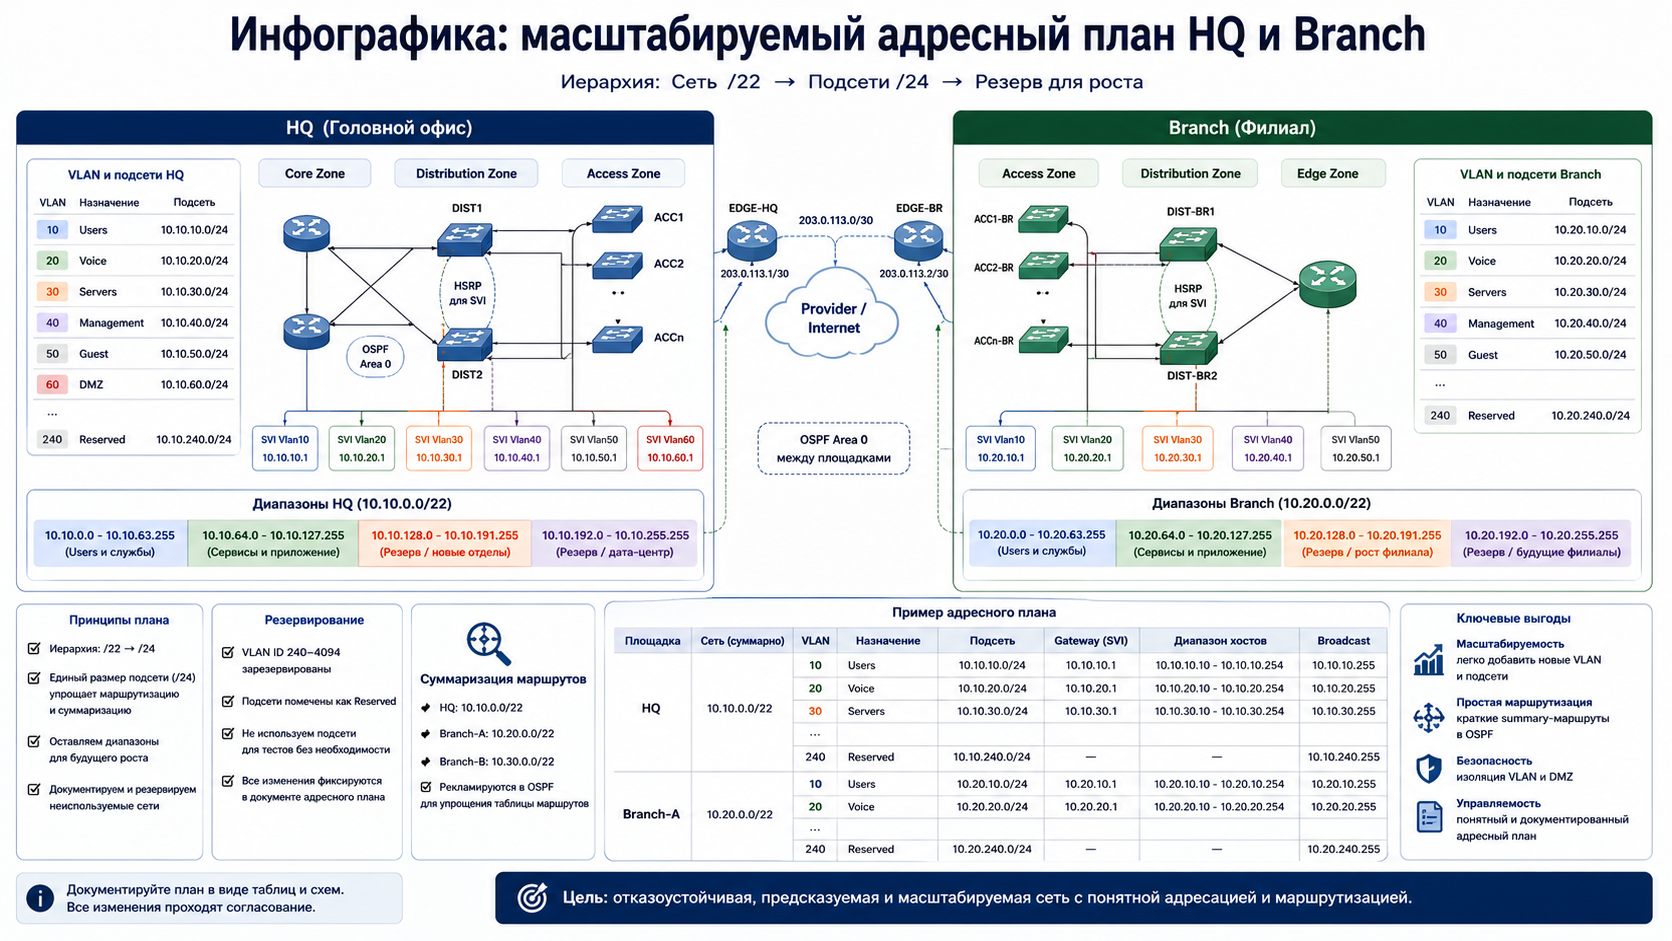 Инфографика: масштабируемый адресный план HQ и Branch
Иерархия: Сеть /22 → Подсети /24 → Резерв для роста
HQ (Головной офис)
VLAN и подсети HQ
VLAN Назначение Подсеть
10 Users 10.10.10.0/24
20 Voice 10.10.20.0/24
30 Servers 10.10.30.0/24
40 Management 10.10.40.0/24
50 Guest 10.10.50.0/24
60 DMZ 10.10.60.0/24
...
240 Reserved 10.10.240.0/24
Core Zone
Distribution Zone
Access Zone
DIST1
ACC1
ACC2
HSRP
для SVI
ACCn
OSPF
Area 0
DIST2
SVI Vlan10
10.10.10.1
SVI Vlan20
10.10.20.1
SVI Vlan30
10.10.30.1
SVI Vlan40
10.10.40.1
SVI Vlan50
10.10.50.1
SVI Vlan60
10.10.60.1
Диапазоны HQ (10.10.0.0/22)
10.10.0.0 - 10.10.63.255
(Users и службы)
10.10.64.0 - 10.10.127.255
(Сервисы и приложение)
10.10.128.0 - 10.10.191.255
(Резерв / новые отделы)
10.10.192.0 - 10.10.255.255
(Резерв / дата-центр)
EDGE-HQ
203.0.113.0/30
EDGE-BR
203.0.113.1/30
203.0.113.2/30
Provider /
Internet
OSPF Area 0
между площадками
Branch (Филиал)
Access Zone
Distribution Zone
Edge Zone
ACC1-BR
ACC2-BR
ACCn-BR
DIST-BR1
HSRP
для SVI
DIST-BR2
VLAN и подсети Branch
VLAN Назначение Подсеть
10 Users 10.20.10.0/24
20 Voice 10.20.20.0/24
30 Servers 10.20.30.0/24
40 Management 10.20.40.0/24
50 Guest 10.20.50.0/24
...
240 Reserved 10.20.240.0/24
SVI Vlan10
10.20.10.1
SVI Vlan20
10.20.20.1
SVI Vlan30
10.20.30.1
SVI Vlan40
10.20.40.1
SVI Vlan50
10.20.50.1
Диапазоны Branch (10.20.0.0/22)
10.20.0.0 - 10.20.63.255
(Users и службы)
10.20.64.0 - 10.20.127.255
(Сервисы и приложение)
10.20.128.0 - 10.20.191.255
(Резерв / рост филиала)
10.20.192.0 - 10.20.255.255
(Резерв / будущие филиалы)
Принципы плана
Иерархия: /22 → /24
Единый размер подсети (/24)
упрощает маршрутизацию
и суммаризацию
Оставляем диапазоны
для будущего роста
Документируем и резервируем
неиспользуемые сети
Резервирование
VLAN ID 240–4094
зарезервированы
Подсети помечены как Reserved
Не используем подсети
для тестов без необходимости
Все изменения фиксируются
в документе адресного плана
Суммаризация маршрутов
HQ: 10.10.0.0/22
Branch-A: 10.20.0.0/22
Branch-B: 10.30.0.0/22
Рекламируются в OSPF
для упрощения таблицы маршрутов
Пример адресного плана
Площадка Сеть (суммарно) VLAN Назначение Подсеть Gateway (SVI) Диапазон хостов Broadcast
HQ 10.10.0.0/22
10 Users 10.10.10.0/24 10.10.10.1 10.10.10.10 - 10.10.10.254 10.10.10.255
20 Voice 10.10.20.0/24 10.10.20.1 10.10.20.10 - 10.10.20.254 10.10.20.255
30 Servers 10.10.30.0/24 10.10.30.1 10.10.30.10 - 10.10.30.254 10.10.30.255
...
240 Reserved 10.10.240.0/24 — — 10.10.240.255
Branch-A 10.20.0.0/22
10 Users 10.20.10.0/24 10.20.10.1 10.20.10.10 - 10.20.10.254 10.20.10.255
20 Voice 10.20.20.0/24 10.20.20.1 10.20.20.10 - 10.20.20.254 10.20.20.255
...
240 Reserved 10.20.240.0/24 — — 10.20.240.255
Ключевые выгоды
Масштабируемость
легко добавить новые VLAN
и подсети
Простая маршрутизация
краткие summary-маршруты
в OSPF
Безопасность
изоляция VLAN и DMZ
Управляемость
понятный и документированный
адресный план
Документируйте план в виде таблиц и схем.
Все изменения проходят согласование.
Цель: отказоустойчивая, предсказуемая и масштабируемая сеть с понятной адресацией и маршрутизацией.